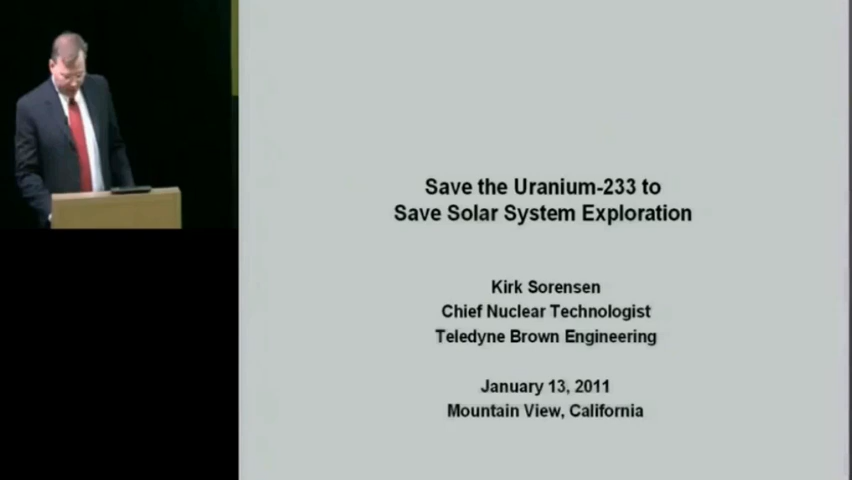 Save the Uranium-233 to
Save Solar System Exploration
Kirk Sorensen
Chief Nuclear Technologist
Teledyne Brown Engineering
January 13, 2011
Mountain View, California